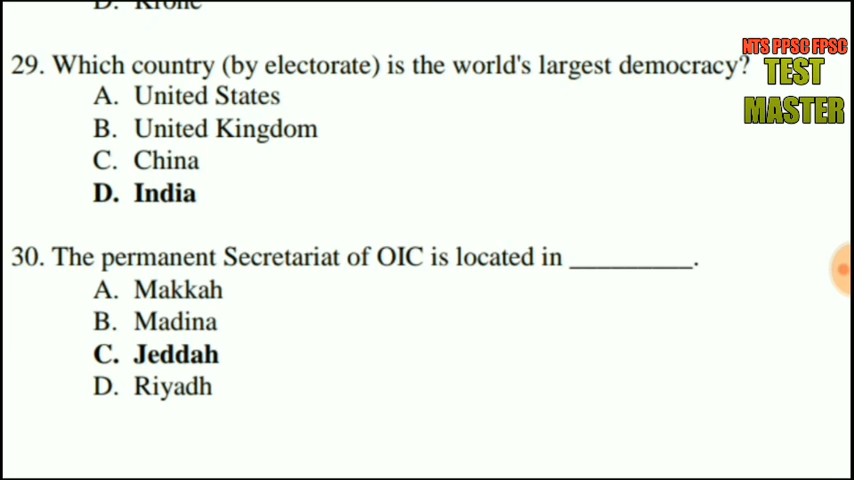 D. Krone
29. Which country (by electorate) is the world's largest democracy?
A. United States
B. United Kingdom
C. China
D. India
30. The permanent Secretariat of OIC is located in __________.
A. Makkah
B. Madina
C. Jeddah
D. Riyadh
NTS PPSC FPSC
TEST
MASTER